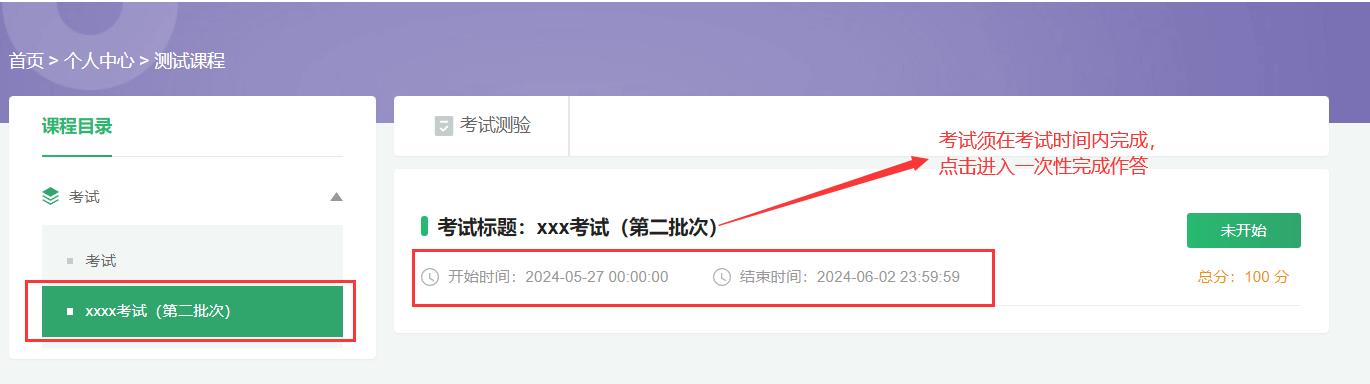 首页 > 个人中心 > 测试课程
课程目录
考试
考试
xxxx考试（第二批次）
考试测验
考试须在考试时间内完成，
点击进入一次性完成作答
考试标题：xxx考试（第二批次）
未开始
开始时间：2024-05-27 00:00:00
结束时间：2024-06-02 23:59:59
总分：100 分